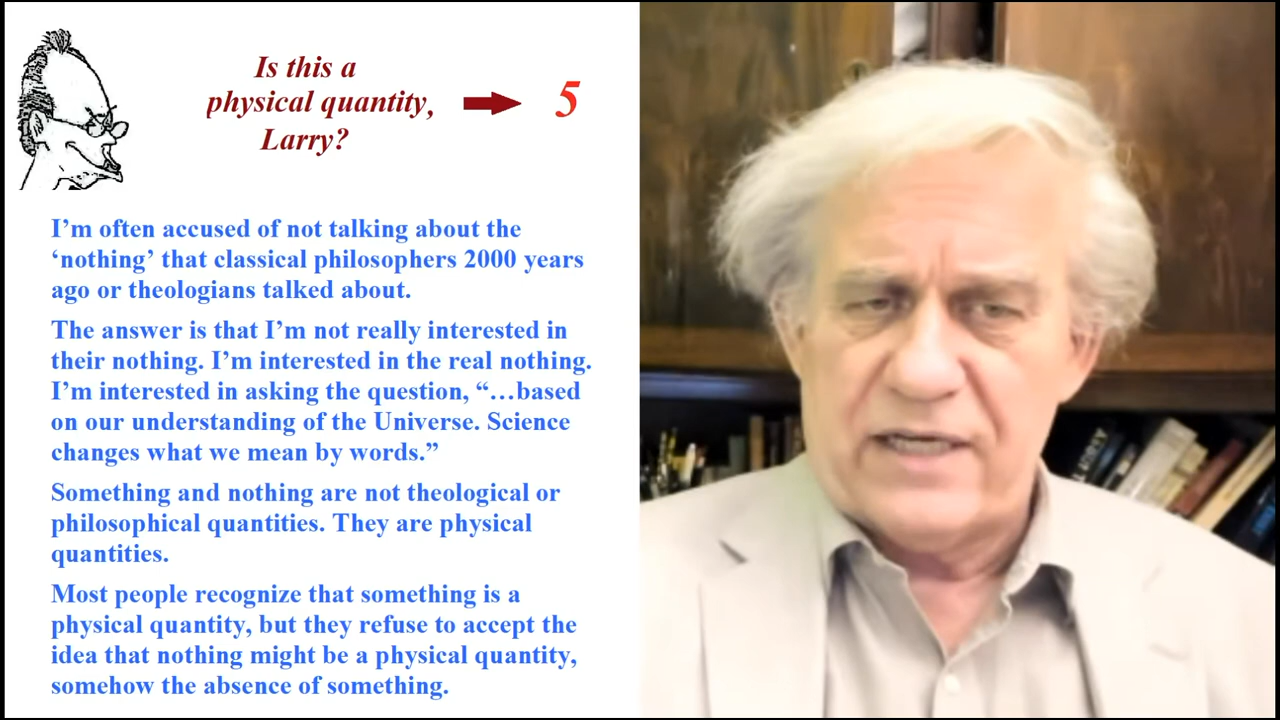 Is this a
physical quantity,
Larry?
5
I’m often accused of not talking about the
‘nothing’ that classical philosophers 2000 years
ago or theologians talked about.
The answer is that I’m not really interested in
their nothing. I’m interested in the real nothing.
I’m interested in asking the question, “…based
on our understanding of the Universe. Science
changes what we mean by words.”
Something and nothing are not theological or
philosophical quantities. They are physical
quantities.
Most people recognize that something is a
physical quantity, but they refuse to accept the
idea that nothing might be a physical quantity,
somehow the absence of something.